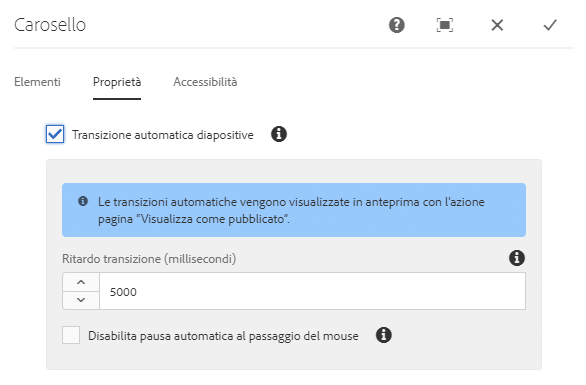 Carosello
Elementi
Proprietà
Accessibilità
Transizione automatica diapositive
Le transizioni automatiche vengono visualizzate in anteprima con l'azione
pagina "Visualizza come pubblicato".
Ritardo transizione (millisecondi)
5000
Disabilita pausa automatica al passaggio del mouse